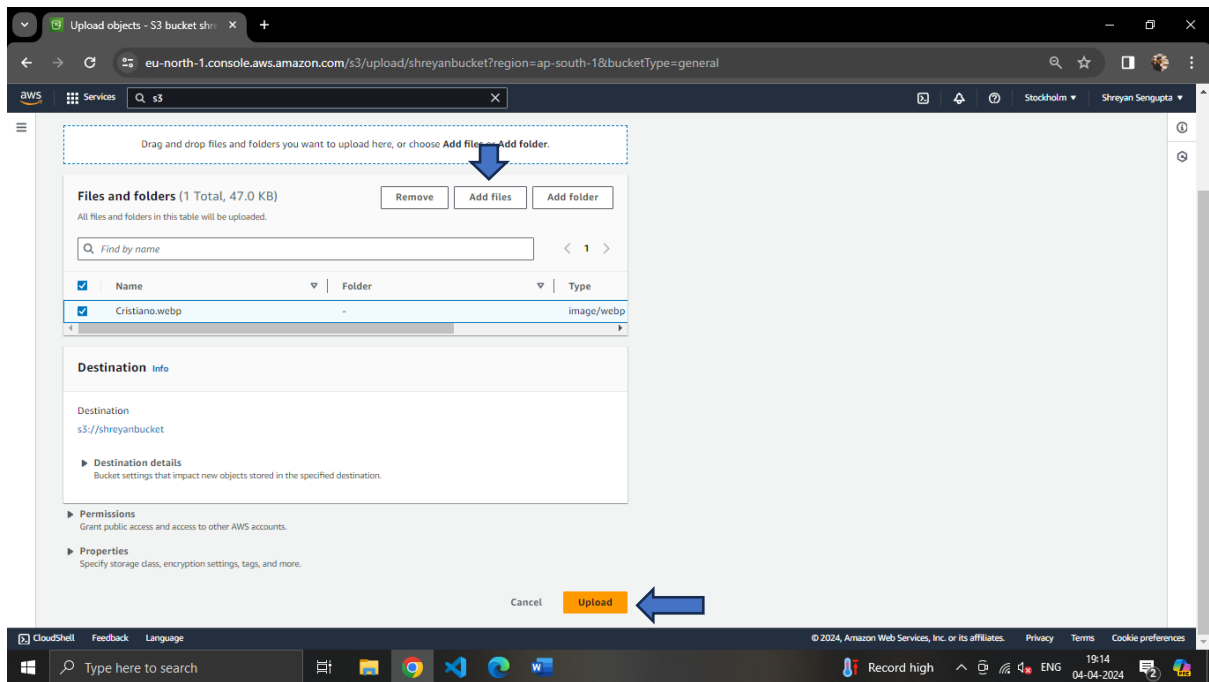 Upload objects - S3 bucket shre
eu-north-1.console.aws.amazon.com/s3/upload/shreyanbucket?region=ap-south-1&bucketType=general
aws Services s3 Stockholm Shreyan Sengupta
Drag and drop files and folders you want to upload here, or choose Add files or Add folder.
Files and folders (1 Total, 47.0 KB) Remove Add files Add folder
All files and folders in this table will be uploaded.
Find by name 1
Name Folder Type
Cristiano.webp - image/webp
Destination Info
Destination
s3://shreyanbucket
Destination details
Bucket settings that impact new objects stored in the specified destination.
Permissions
Grant public access and access to other AWS accounts.
Properties
Specify storage class, encryption settings, tags, and more.
Cancel Upload
CloudShell Feedback Language © 2024, Amazon Web Services, Inc. or its affiliates. Privacy Terms Cookie preferences
Type here to search Record high ENG 19:14
04-04-2024 2